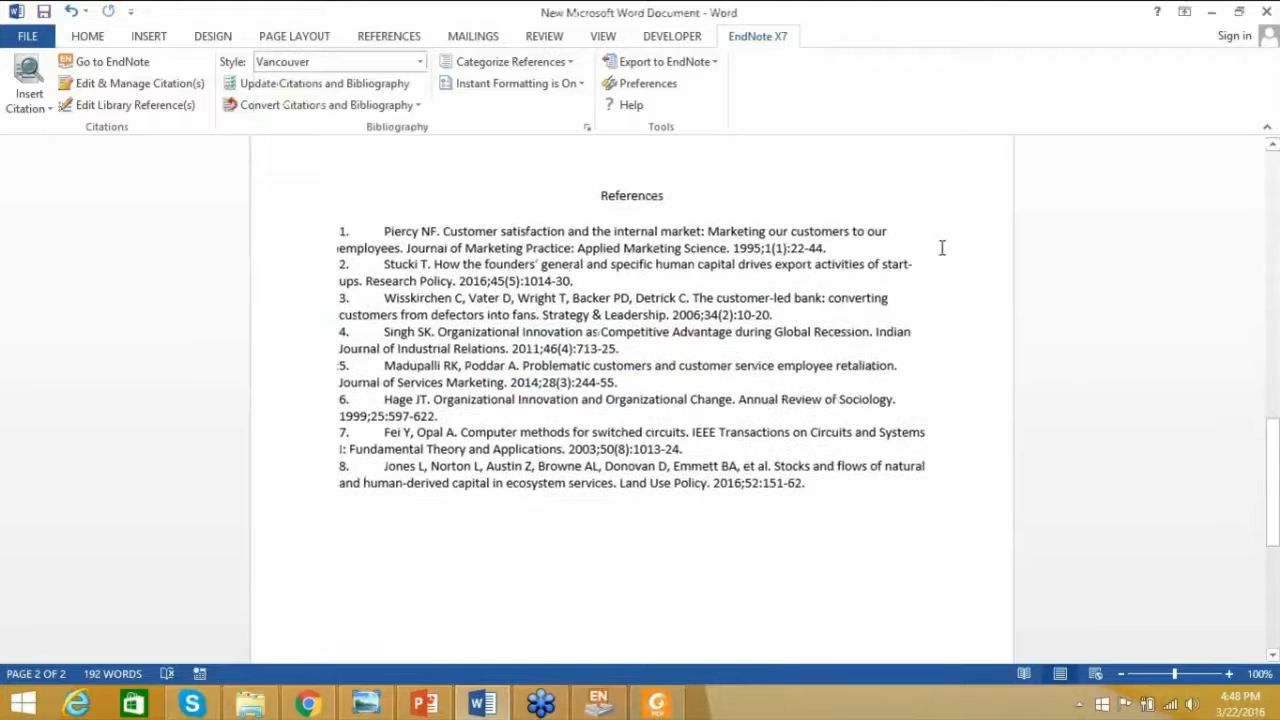 New Microsoft Word Document - Word
?
FILE HOME INSERT DESIGN PAGE LAYOUT REFERENCES MAILINGS REVIEW VIEW DEVELOPER EndNote X7 Sign in
Insert Citation
EN Go to EndNote
Edit & Manage Citation(s)
Edit Library Reference(s)
Citations
Style: Vancouver
Update Citations and Bibliography
Convert Citations and Bibliography
Categorize References
Instant Formatting is On
Bibliography
Export to EndNote
Preferences
? Help
Tools
References
1. Piercy NF. Customer satisfaction and the internal market: Marketing our customers to our
employees. Journal of Marketing Practice: Applied Marketing Science. 1995;1(1):22-44.
2. Stucki T. How the founders' general and specific human capital drives export activities of start-
ups. Research Policy. 2016;45(5):1014-30.
3. Wisskirchen C, Vater D, Wright T, Backer PD, Detrick C. The customer-led bank: converting
customers from defectors into fans. Strategy & Leadership. 2006;34(2):10-20.
4. Singh SK. Organizational Innovation as Competitive Advantage during Global Recession. Indian
Journal of Industrial Relations. 2011;46(4):713-25.
5. Madupalli RK, Poddar A. Problematic customers and customer service employee retaliation.
Journal of Services Marketing. 2014;28(3):244-55.
6. Hage JT. Organizational Innovation and Organizational Change. Annual Review of Sociology.
1999;25:597-622.
7. Fei Y, Opal A. Computer methods for switched circuits. IEEE Transactions on Circuits and Systems
I: Fundamental Theory and Applications. 2003;50(8):1013-24.
8. Jones L, Norton L, Austin Z, Browne AL, Donovan D, Emmett BA, et al. Stocks and flows of natural
and human-derived capital in ecosystem services. Land Use Policy. 2016;52:151-62.
PAGE 2 OF 2 192 WORDS 100%
EN
4:48 PM
3/22/2016